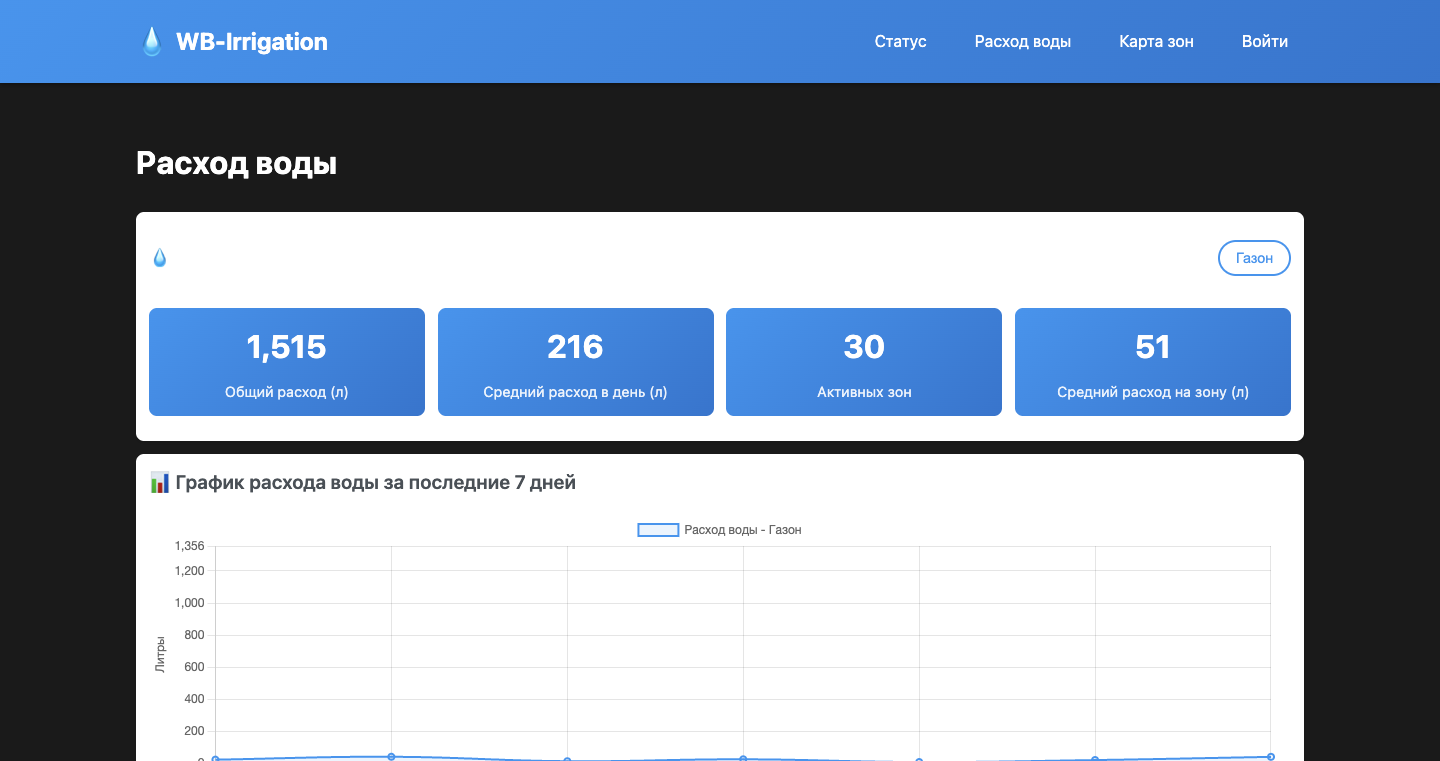 WB-Irrigation
Статус
Расход воды
Карта зон
Войти
Расход воды
Газон
1,515
Общий расход (л)
216
Средний расход в день (л)
30
Активных зон
51
Средний расход на зону (л)
График расхода воды за последние 7 дней
Расход воды - Газон
1,356
1,200
1,000
800
600
400
200
0
Литры